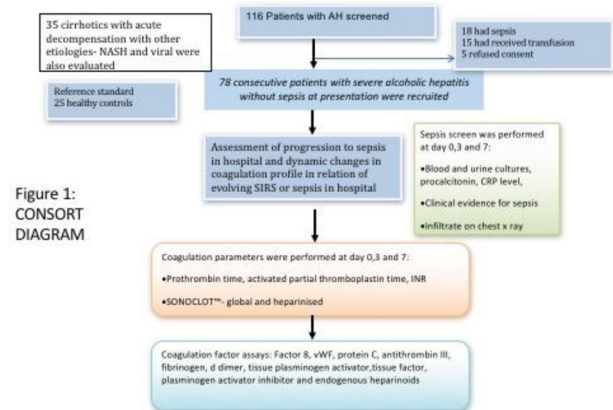 35 cirrhotics with acute
decompensation with other
etiologies- NASH and viral were
also evaluated
116 Patients with AH screened
18 had sepsis
15 had received transfusion
5 refused consent
Reference standard
25 healthy controls
78 consecutive patients with severe alcoholic hepatitis
without sepsis at presentation were recruited
Assessment of progression to sepsis
in hospital and dynamic changes in
coagulation profile in relation of
evolving SIRS or sepsis in hospital
Sepsis screen was performed
at day 0,3 and 7:
•Blood and urine cultures,
procalcitonin, CRP level,
•Clinical evidence for sepsis
•Infiltrate on chest x ray
Figure 1:
CONSORT
DIAGRAM
Coagulation parameters were performed at day 0,3 and 7:
•Prothrombin time, activated partial thromboplastin time, INR
•SONOCLOT™- global and heparinised
Coagulation factor assays: Factor 8, vWF, protein C, antithrombin III,
fibrinogen, d dimer, tissue plasminogen activator,tissue factor,
plasminogen activator inhibitor and endogenous heparinoids